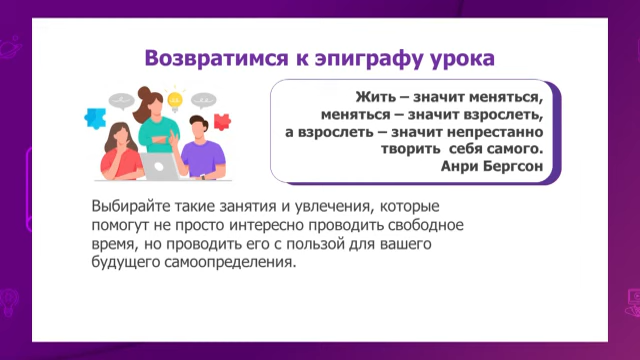 Возвратимся к эпиграфу урока
Жить – значит меняться,
меняться – значит взрослеть,
а взрослеть – значит непрестанно
творить  себя самого.
Анри Бергсон
Выбирайте такие занятия и увлечения, которые
помогут не просто интересно проводить свободное
время, но проводить его с пользой для вашего
будущего самоопределения.